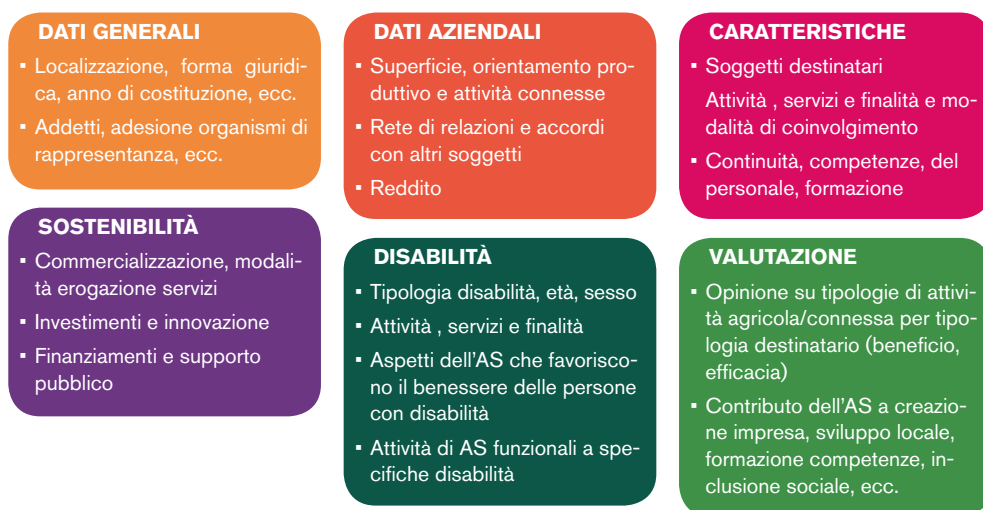 DATI GENERALI
▪ Localizzazione, forma giuridi-
ca, anno di costituzione, ecc.
▪ Addetti, adesione organismi di
rappresentanza, ecc.
DATI AZIENDALI
▪ Superficie, orientamento pro-
duttivo e attività connesse
▪ Rete di relazioni e accordi
con altri soggetti
▪ Reddito
CARATTERISTICHE
▪ Soggetti destinatari
Attività , servizi e finalità e mo-
dalità di coinvolgimento
▪ Continuità, competenze, del
personale, formazione
SOSTENIBILITÀ
▪ Commercializzazione, modali-
tà erogazione servizi
▪ Investimenti e innovazione
▪ Finanziamenti e supporto
pubblico
DISABILITÀ
▪ Tipologia disabilità, età, sesso
▪ Attività , servizi e finalità
▪ Aspetti dell’AS che favorisco-
no il benessere delle persone
con disabilità
▪ Attività di AS funzionali a spe-
cifiche disabilità
VALUTAZIONE
▪ Opinione su tipologie di attivi-
tà agricola/connessa per tipo-
logia destinatario (beneficio,
efficacia)
▪ Contributo dell’AS a creazio-
ne impresa, sviluppo locale,
formazione competenze, in-
clusione sociale, ecc.